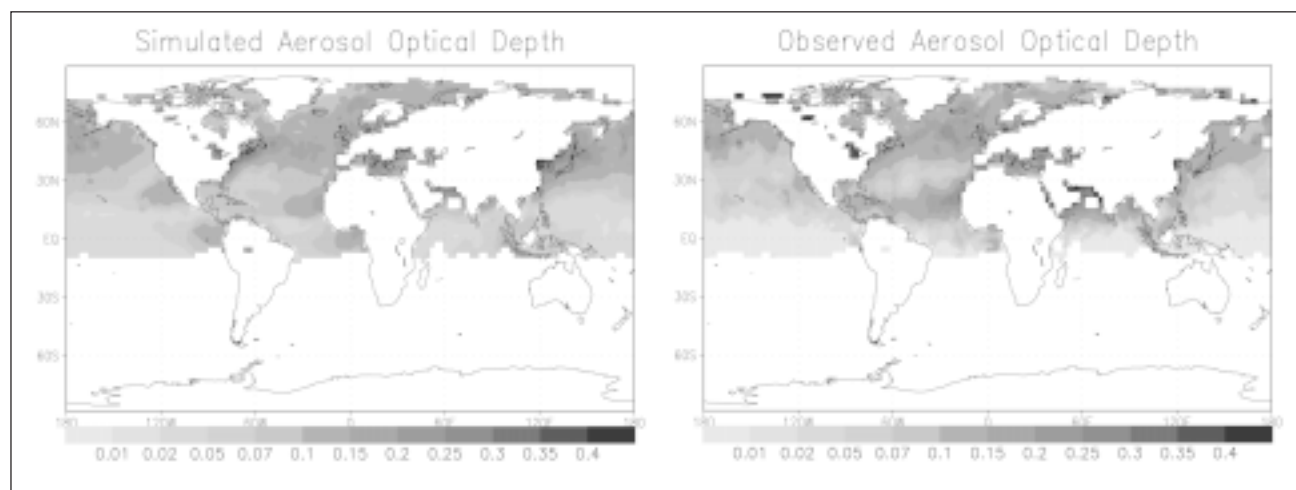 Simulated Aerosol Optical Depth
60N
30N
EQ
30S
60S
180 120W 60W 0 60E 120E 180
0.01 0.02 0.05 0.07 0.1 0.15 0.2 0.25 0.3 0.35 0.4
Observed Aerosol Optical Depth
60N
30N
EQ
30S
60S
180 120W 60W 0 60E 120E 180
0.01 0.02 0.05 0.07 0.1 0.15 0.2 0.25 0.3 0.35 0.4